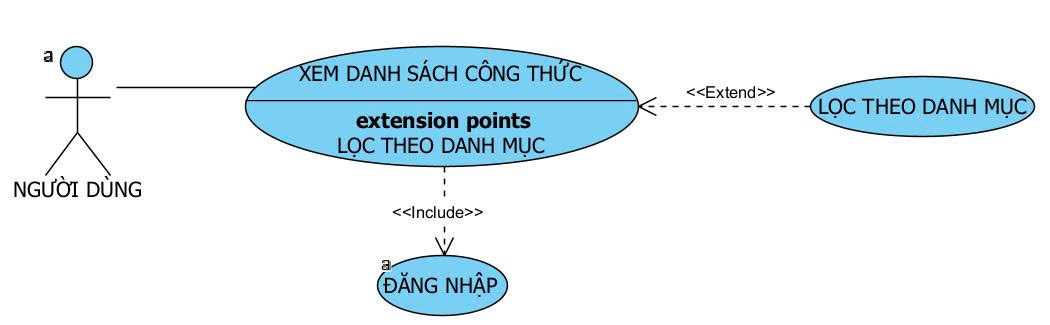 a
NGƯỜI DÙNG
XEM DANH SÁCH CÔNG THỨC
extension points
LỌC THEO DANH MỤC
<<Extend>>
LỌC THEO DANH MỤC
<<Include>>
a
ĐĂNG NHẬP